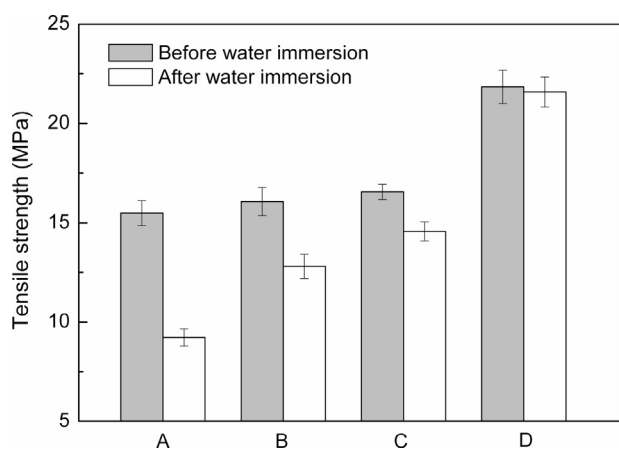 Before water immersion
After water immersion
Tensile strength (MPa)
25
20
15
10
5
A B C D